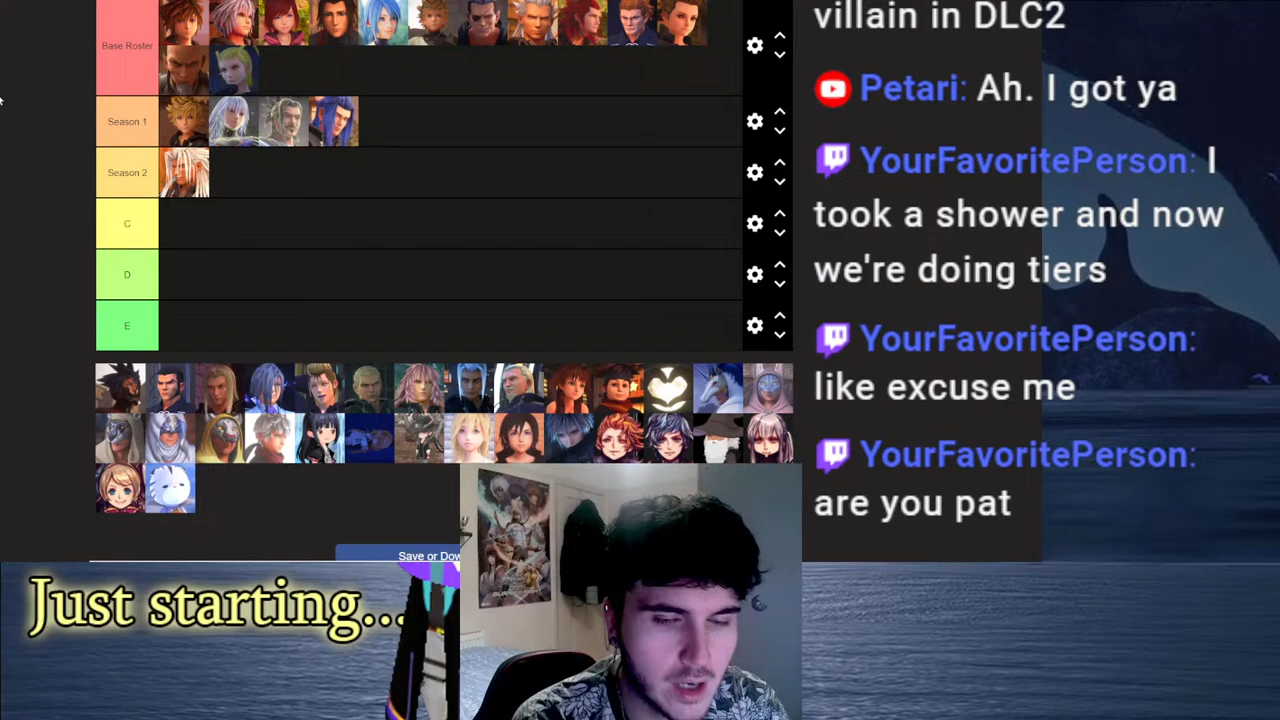 Base Roster
Season 1
Season 2
C
D
E
Save or Dow
Just starting...
villain in DLC2
Petari: Ah. I got ya
YourFavoritePerson: I
took a shower and now
we're doing tiers
YourFavoritePerson:
like excuse me
YourFavoritePerson:
are you pat